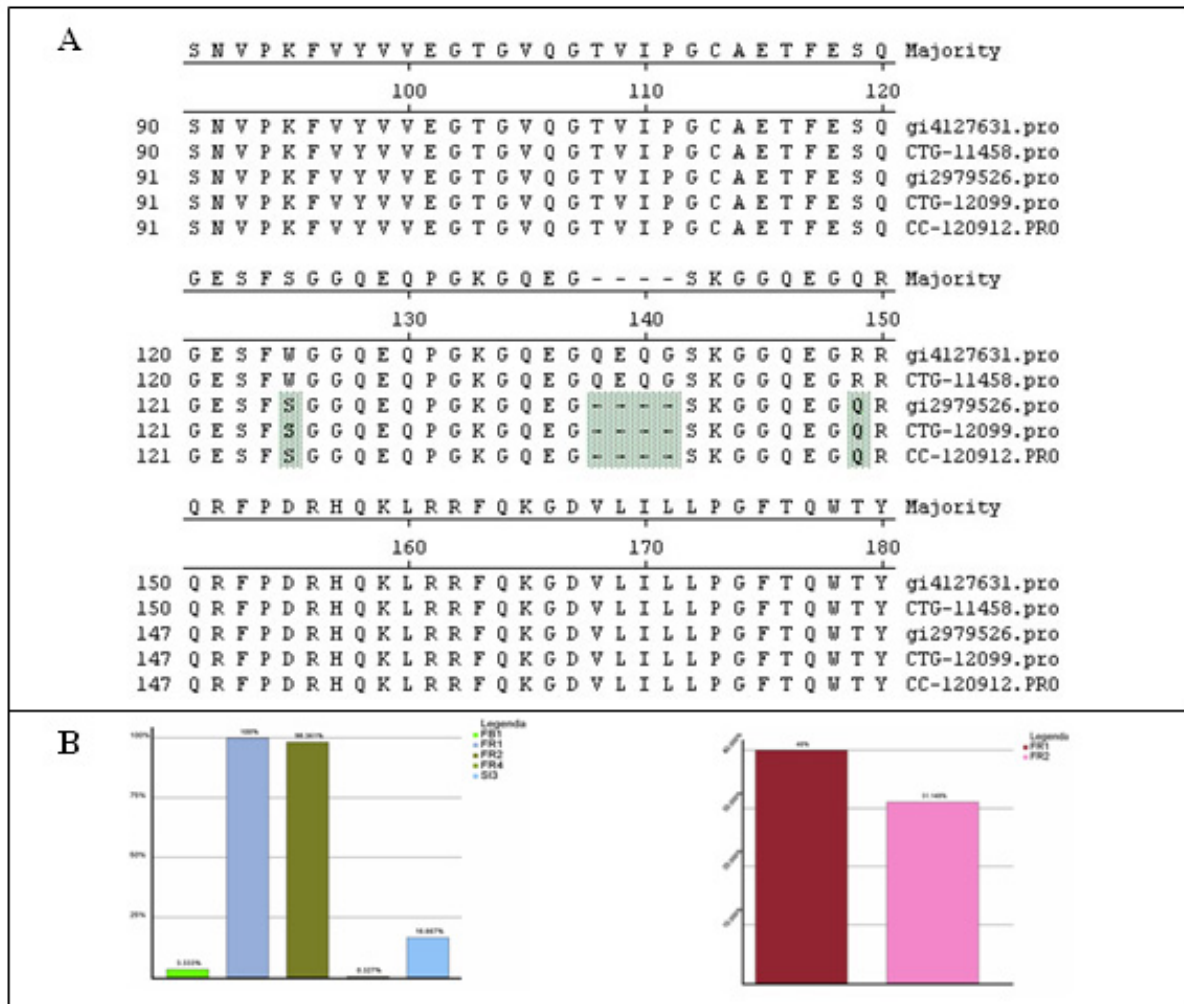 A
S N V P K F V Y V V E G T G V Q G T V I P G C A E T F E S Q Majority
100 110 120
90 S N V P K F V Y V V E G T G V Q G T V I P G C A E T F E S Q gi4127631.pro
90 S N V P K F V Y V V E G T G V Q G T V I P G C A E T F E S Q CTG-11458.pro
91 S N V P K F V Y V V E G T G V Q G T V I P G C A E T F E S Q gi2979526.pro
91 S N V P K F V Y V V E G T G V Q G T V I P G C A E T F E S Q CTG-12099.pro
91 S N V P K F V Y V V E G T G V Q G T V I P G C A E T F E S Q CC-120912.PRO
G E S F S G G Q E Q P G K G Q E G - - - - S K G G Q E G Q R Majority
130 140 150
120 G E S F W G G Q E Q P G K G Q E G Q E Q G S K G G Q E G R R gi4127631.pro
120 G E S F W G G Q E Q P G K G Q E G Q E Q G S K G G Q E G R R CTG-11458.pro
121 G E S F S G G Q E Q P G K G Q E G - - - - S K G G Q E G Q R gi2979526.pro
121 G E S F S G G Q E Q P G K G Q E G - - - - S K G G Q E G Q R CTG-12099.pro
121 G E S F S G G Q E Q P G K G Q E G - - - - S K G G Q E G Q R CC-120912.PRO
Q R F P D R H Q K L R R F Q K G D V L I L L P G F T Q W T Y Majority
160 170 180
150 Q R F P D R H Q K L R R F Q K G D V L I L L P G F T Q W T Y gi4127631.pro
150 Q R F P D R H Q K L R R F Q K G D V L I L L P G F T Q W T Y CTG-11458.pro
147 Q R F P D R H Q K L R R F Q K G D V L I L L P G F T Q W T Y gi2979526.pro
147 Q R F P D R H Q K L R R F Q K G D V L I L L P G F T Q W T Y CTG-12099.pro
147 Q R F P D R H Q K L R R F Q K G D V L I L L P G F T Q W T Y CC-120912.PRO
B
Legenda
FB1
FR1
FR2
FR4
SI3
100%
75%
50%
25%
100%
Legenda
FR1
FR2
40%